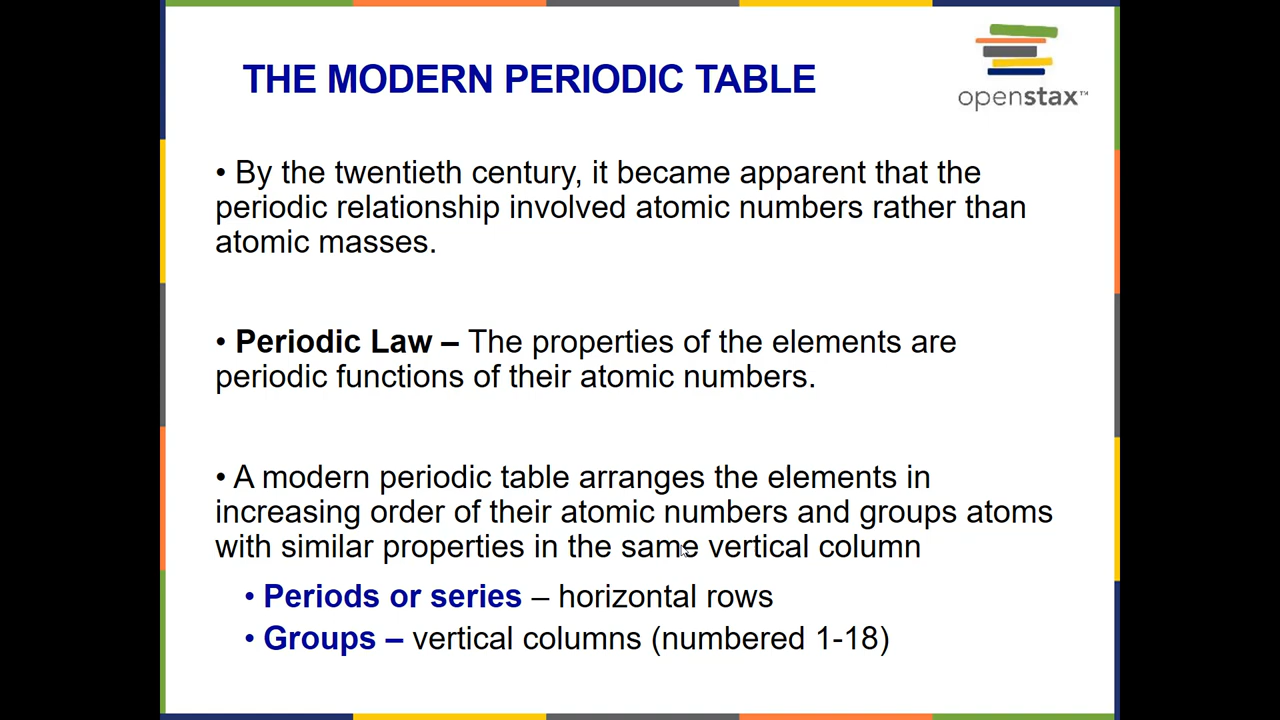 THE MODERN PERIODIC TABLE
openstax™
• By the twentieth century, it became apparent that the
periodic relationship involved atomic numbers rather than
atomic masses.
• Periodic Law – The properties of the elements are
periodic functions of their atomic numbers.
• A modern periodic table arranges the elements in
increasing order of their atomic numbers and groups atoms
with similar properties in the same vertical column
• Periods or series – horizontal rows
• Groups – vertical columns (numbered 1-18)